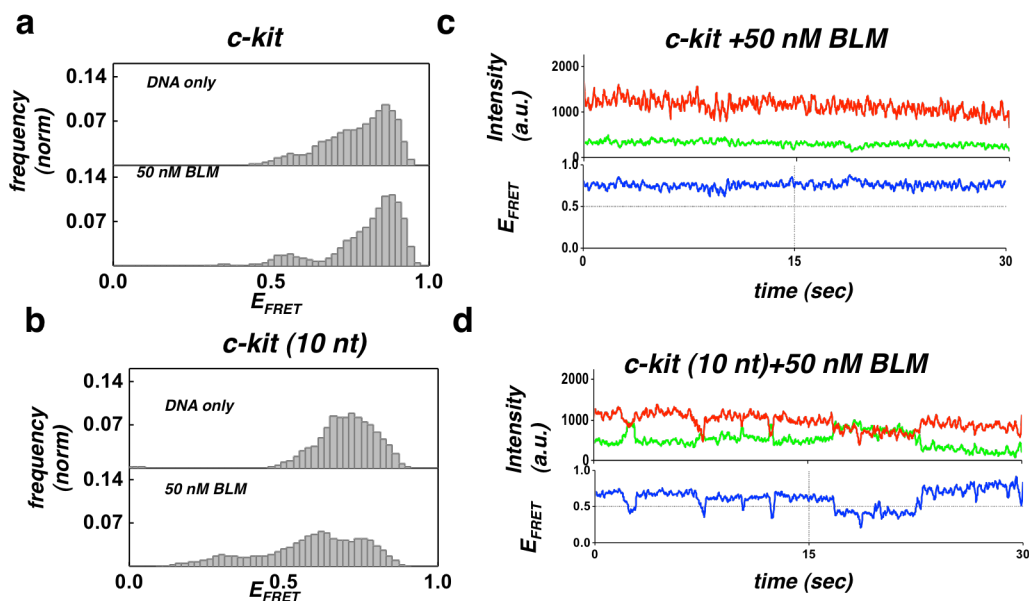 a
c-kit
DNA only
0.14
0.07
50 nM BLM
0.14
0.07
frequency
(norm)
0.0
0.5
1.0
EFRET
b
c-kit (10 nt)
DNA only
0.14
0.07
50 nM BLM
0.07
frequency
(norm)
0.0
0.5
1.0
EFRET
c
c-kit +50 nM BLM
Intensity
(a.u.)
2000
1000
0
EFRET
1.0
0.5
0.0
0
15
30
time (sec)
d
c-kit (10 nt)+50 nM BLM
Intensity
(a.u.)
2000
1000
0
EFRET
1.0
0.5
0.0
0
15
30
time (sec)